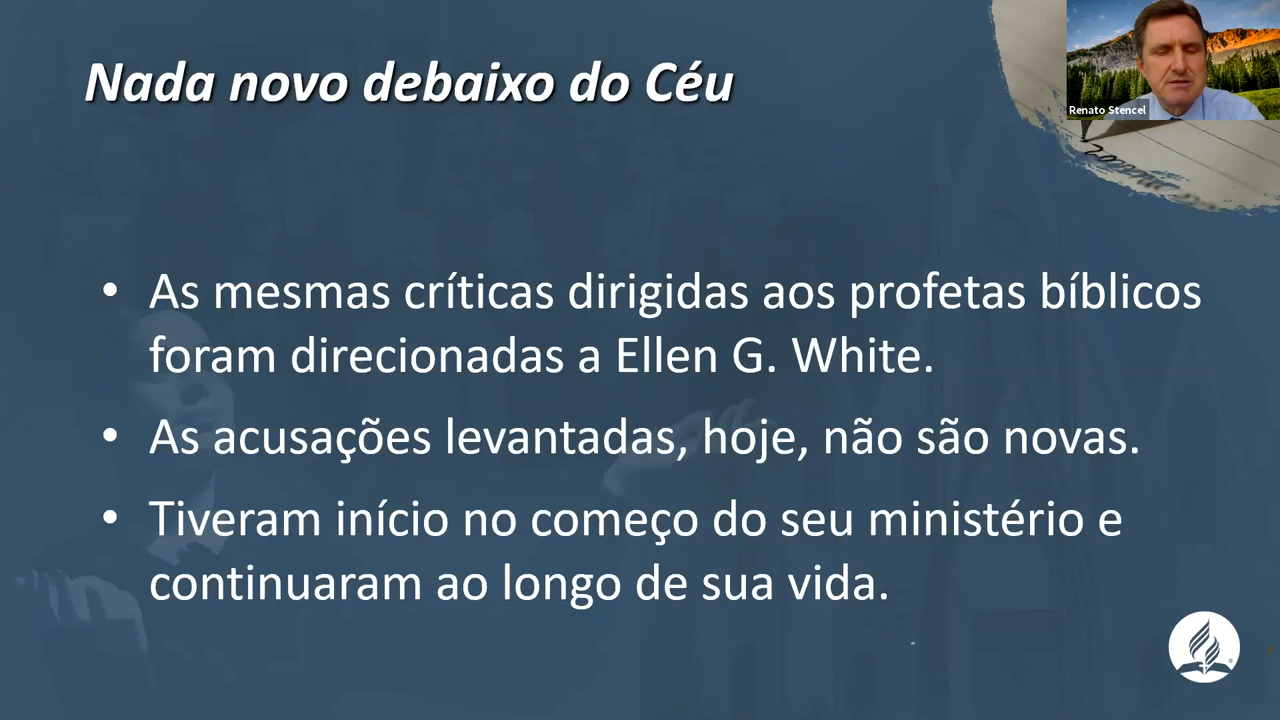 Nada novo debaixo do Céu
Renato Stencel
• As mesmas críticas dirigidas aos profetas bíblicos
foram direcionadas a Ellen G. White.
• As acusações levantadas, hoje, não são novas.
• Tiveram início no começo do seu ministério e
continuaram ao longo de sua vida.